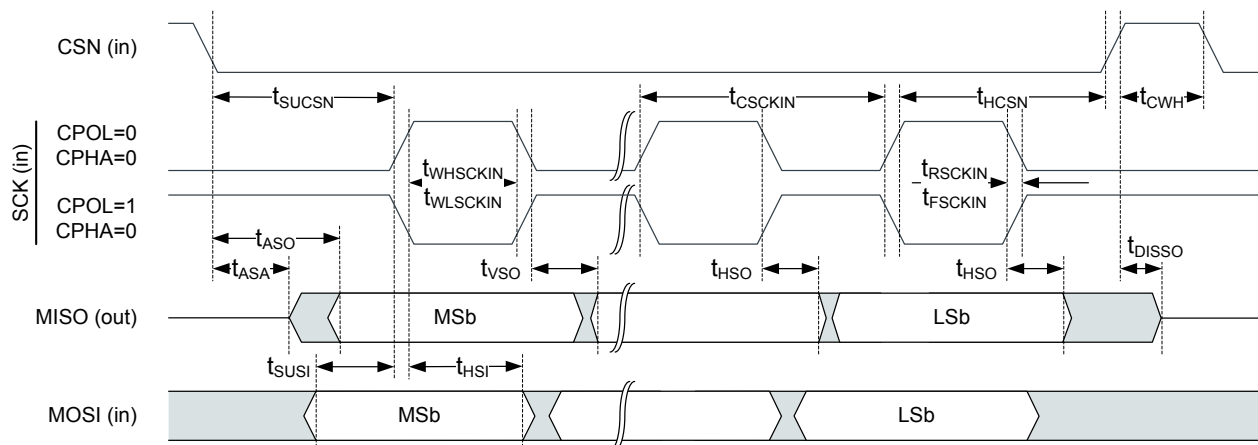 CSN (in)
tSUCSN
tCSCKIN
tHCSN
tCWH
SCK (in)
CPOL=0
CPHA=0
tWHSCKIN
tWLSCKIN
tRSCKIN
tFSCKIN
CPOL=1
CPHA=0
tASO
tASA
tVSO
tHSO
tHSO
tDISSO
MISO (out)
MSb
LSb
tSUSI
tHSI
MOSI (in)
MSb
LSb